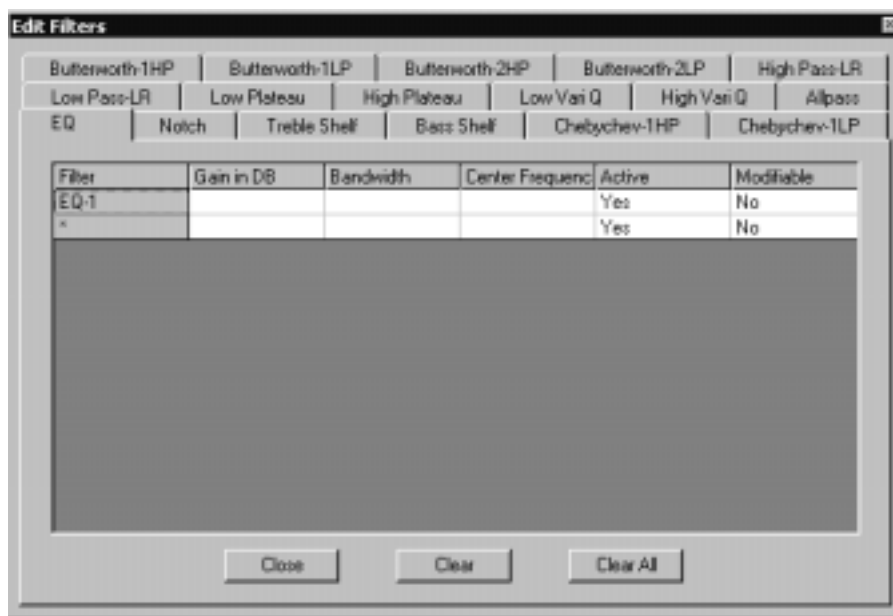 Edit Filters
Butterworth-1HP Butterworth-1LP Butterworth-2HP Butterworth-2LP High Pass-LR
Low Pass-LR Low Plateau High Plateau Low Vari Q High Vari Q Allpass
EQ Notch Treble Shelf Bass Shelf Chebychev-1HP Chebychev-1LP
Filter Gain in DB Bandwidth Center Frequenc Active Modifiable
EQ-1 Yes No
* Yes No
Close Clear Clear All